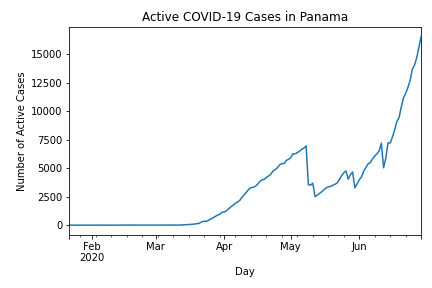 Active COVID-19 Cases in Panama
Number of Active Cases
15000
12500
10000
7500
5000
2500
0
Feb
2020
Mar
Apr
May
Jun
Day